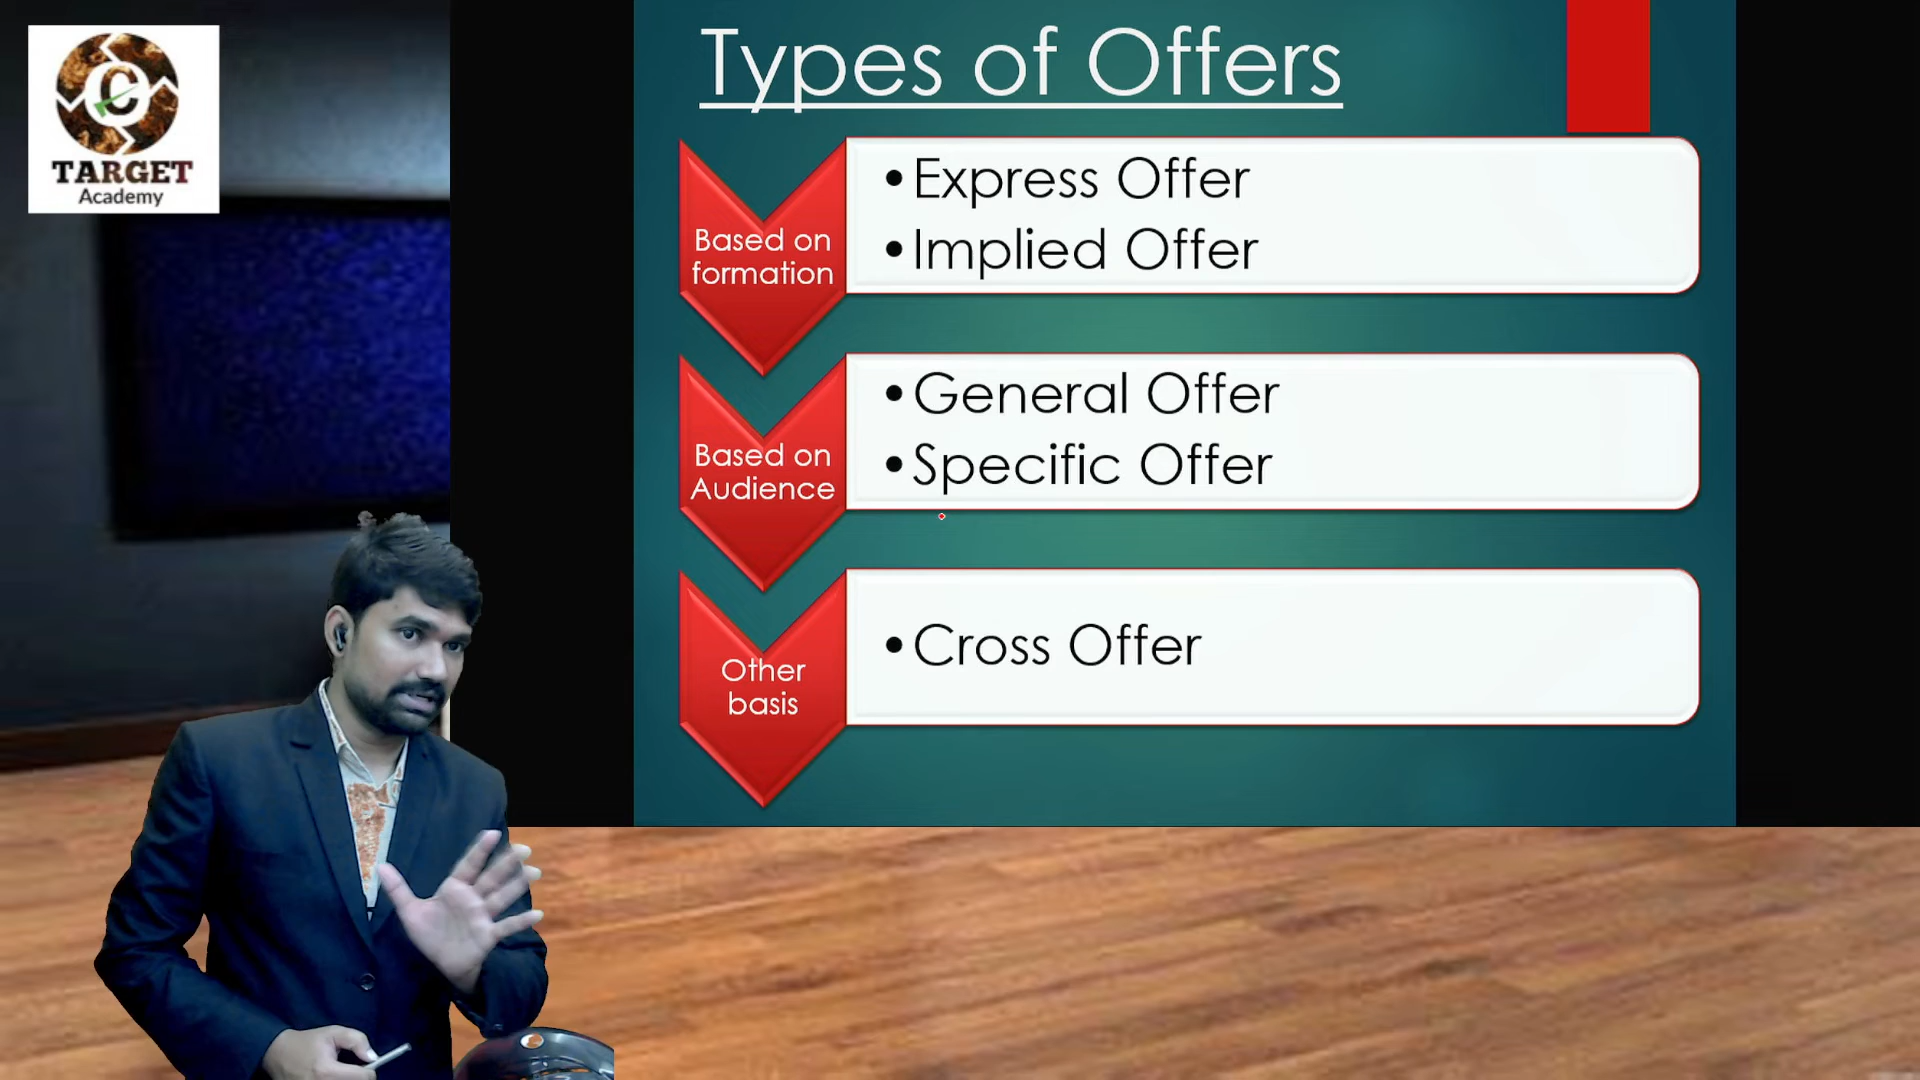 TARGET
Academy
Types of Offers
Based on
formation
•Express Offer
•Implied Offer
Based on
Audience
•General Offer
•Specific Offer
Other
basis
•Cross Offer